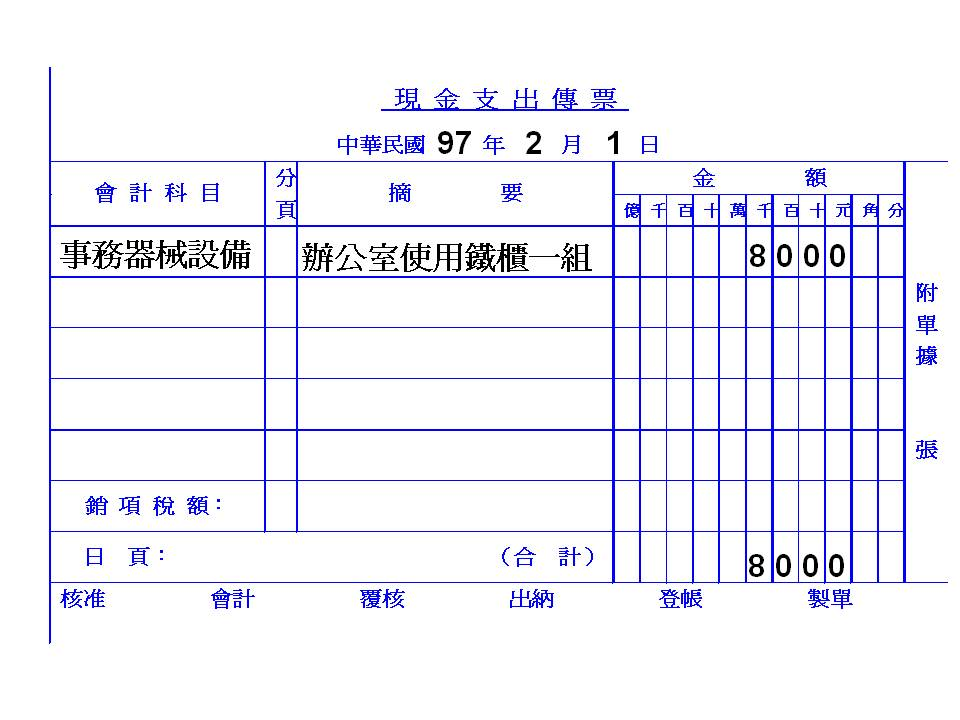 現金支出傳票
中華民國 97 年 2 月 1 日
會計科目 分頁 摘要 金額
億 千 百 十 萬 千 百 十 元 角 分
事務器械設備 辦公室使用鐵櫃一組 8 0 0 0
附單據 張
銷項稅額：
日 頁： （合 計） 8 0 0 0
核准 會計 覆核 出納 登帳 製單